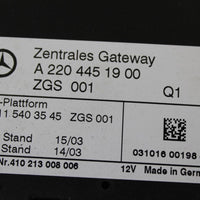 Zentrales Gateway
A 220 445 19 00
ZGS 001 Q1
-Plattform
11 540 35 45 ZGS 001
Stand 15/03
Stand 14/03
031016 00198
Nr.410 213 008 006 12V Made in Germ